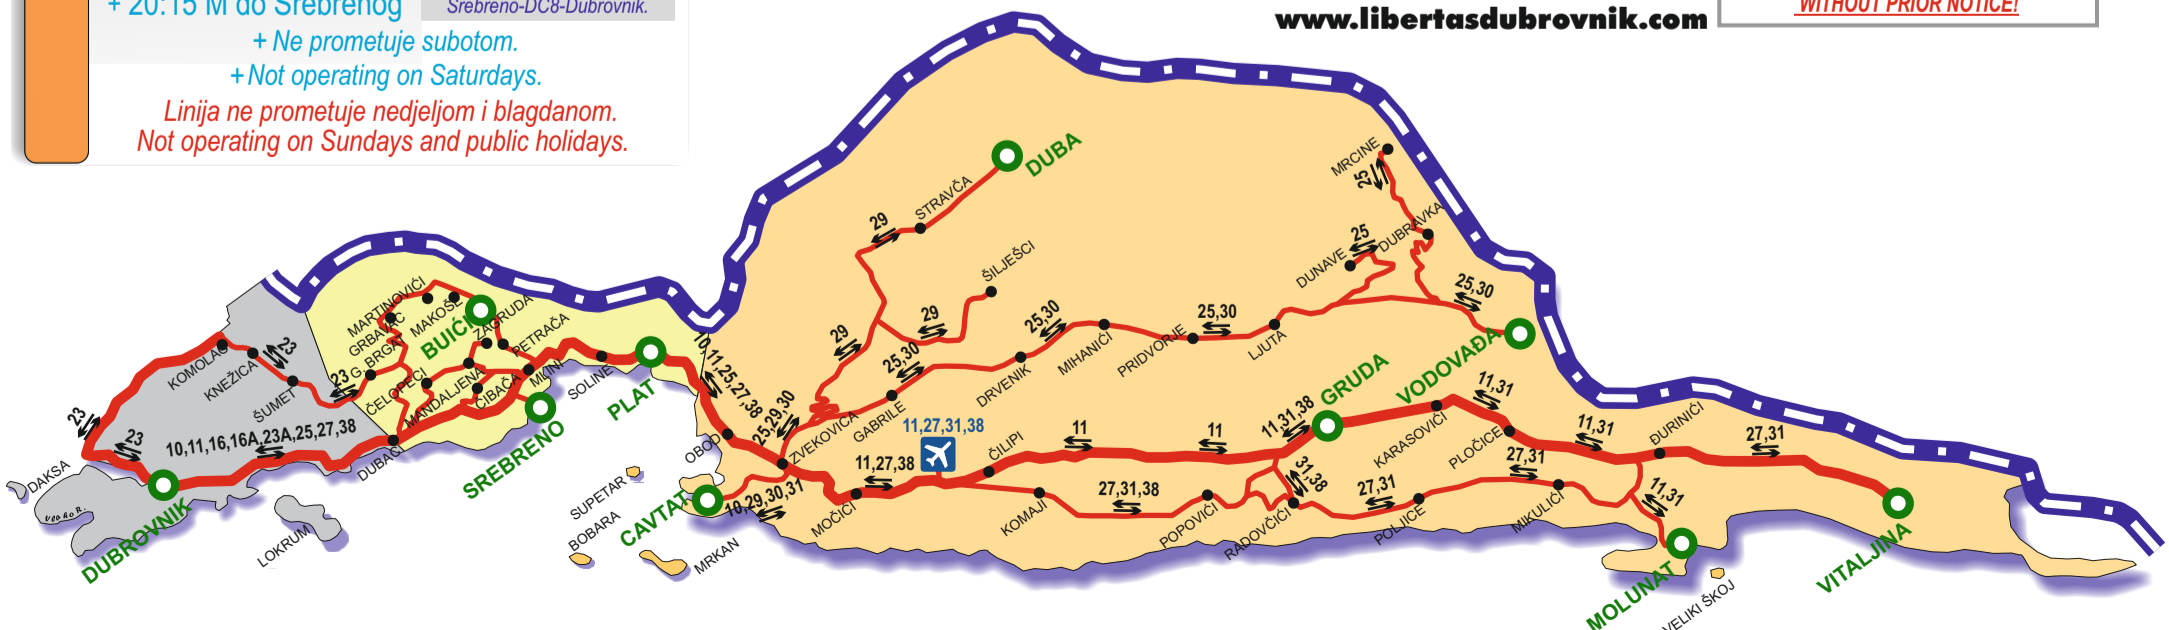 + 20:15 M do Srebrenog
Srebreno-DC8-Dubrovnik.
+ Ne prometuje subotom.
+ Not operating on Saturdays.
Linija ne prometuje nedjeljom i blagdanom.
Not operating on Sundays and public holidays.
www.libertasdubrovnik.com
WITHOUT PRIOR NOTICE!
DUBA
STRAVČA
29
ŠILJEŠCI
29
29
MRCINE
25
DUBRAVKA
25
DUNAVE
25,30
VODOVAĐA
LJUTA
25,30
PRIDVORJE
MIHANIĆI
25,30
DRVENIK
25,30
GABRILE
ZVEKOVICA
25,29,30
10,11,25,27,38
OBOD
MARTINOVIĆI
MAKOŠE
GRBAVAC
G. BRGAT
BUIĆI
ZAGRUDA
PETRAČA
ČELOPECI
MANDALJENA
ČIBAČA
MLINI
SOLINE
PLAT
SREBRENO
DUBAC
KOMOLAC
KNEŽICA
ŠUMET
23
23
23
23
10,11,16,16A,23A,25,27,38
DAKSA
DUBROVNIK
LOKRUM
SUPETAR
BOBARA
MRKAN
CAVTAT
10,29,30,31
MOČIĆI
11,27,38
11,27,31,38
ČILIPI
11
11
11,31,38
GRUDA
KARASOVIĆI
11,31
PLOČICE
11,31
ĐURINIĆI
27,31
VITALJINA
KOMAJI
27,31,38
POPOVIĆI
RADOVČIĆI
31,38
27,31
POLJICE
27,31
MIKULIĆI
11,31
MOLUNAT
VELIKI ŠKOJ